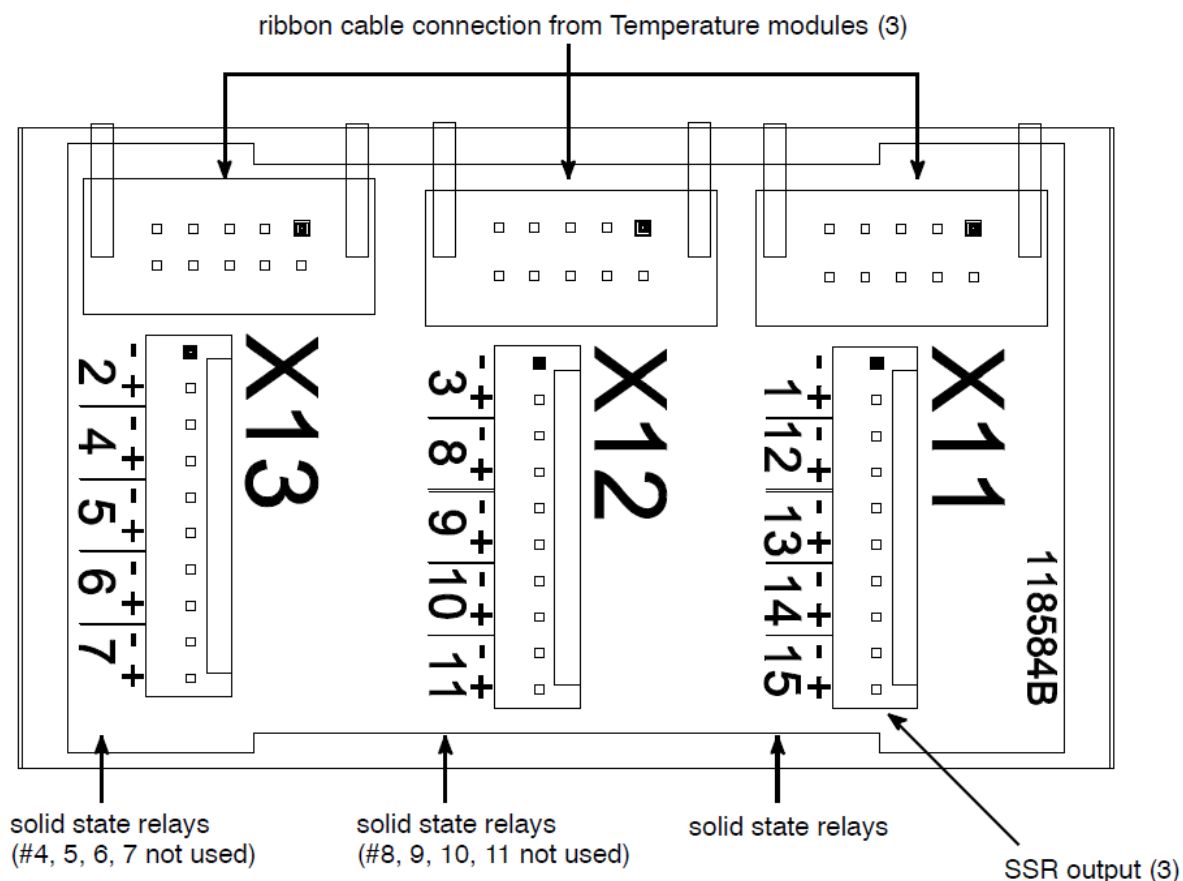 ribbon cable connection from Temperature modules (3)
X13
- 2 +
- 4 +
- 5 +
- 6 +
- 7 +
X12
- 3 +
- 8 +
- 9 +
- 10 +
- 11 +
X11
- 1 +
- 12 +
- 13 +
- 14 +
- 15 +
118584B
solid state relays
(#4, 5, 6, 7 not used)
solid state relays
(#8, 9, 10, 11 not used)
solid state relays
SSR output (3)